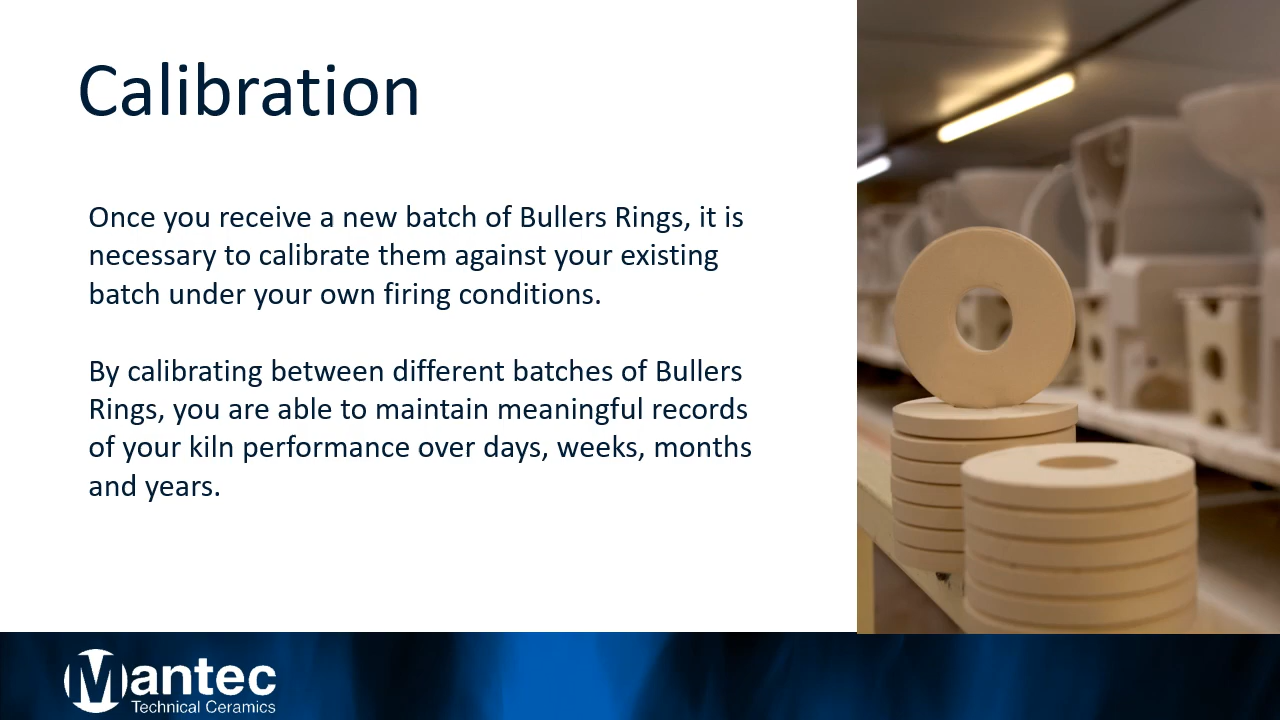 Calibration
Once you receive a new batch of Bullers Rings, it is
necessary to calibrate them against your existing
batch under your own firing conditions.
By calibrating between different batches of Bullers
Rings, you are able to maintain meaningful records
of your kiln performance over days, weeks, months
and years.
Mantec
Technical Ceramics